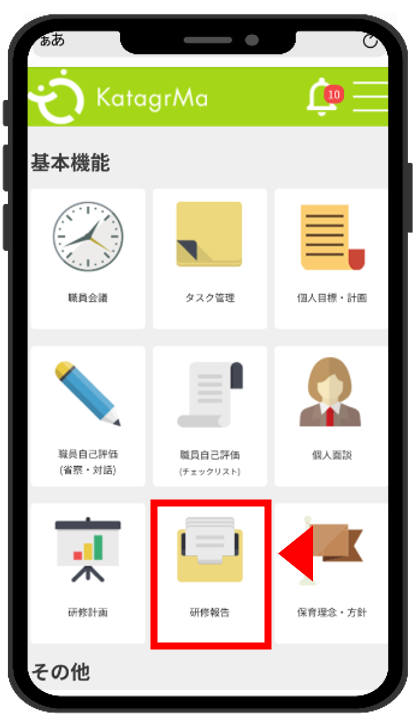 ぁあ
KatagrMa
10
基本機能
職員会議
タスク管理
個人目標・計画
職員自己評価
(省察・対話)
職員自己評価
(チェックリスト)
個人面談
研修計画
研修報告
保育理念・方針
その他